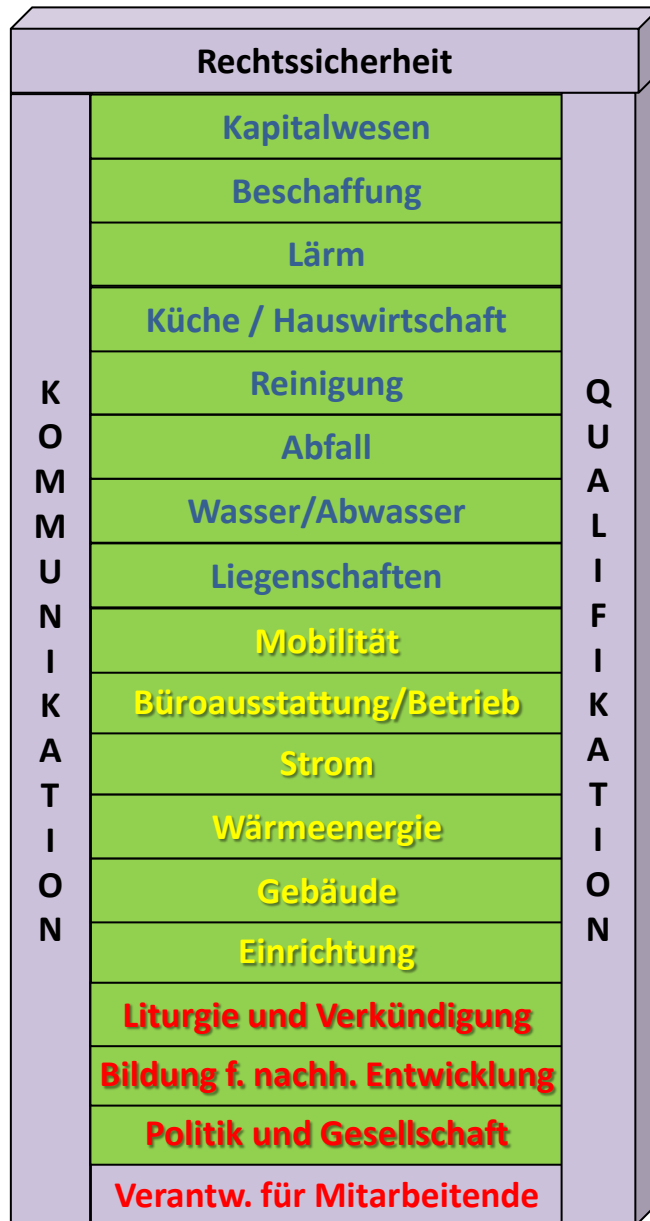 Rechtssicherheit
KOMMUNIKATION
Kapitalwesen
Beschaffung
Lärm
Küche / Hauswirtschaft
Reinigung
Abfall
Wasser/Abwasser
Liegenschaften
Mobilität
Büroausstattung/Betrieb
Strom
Wärmeenergie
Gebäude
Einrichtung
Liturgie und Verkündigung
Bildung f. nachh. Entwicklung
Politik und Gesellschaft
Verantw. für Mitarbeitende
QUALIFIKATION